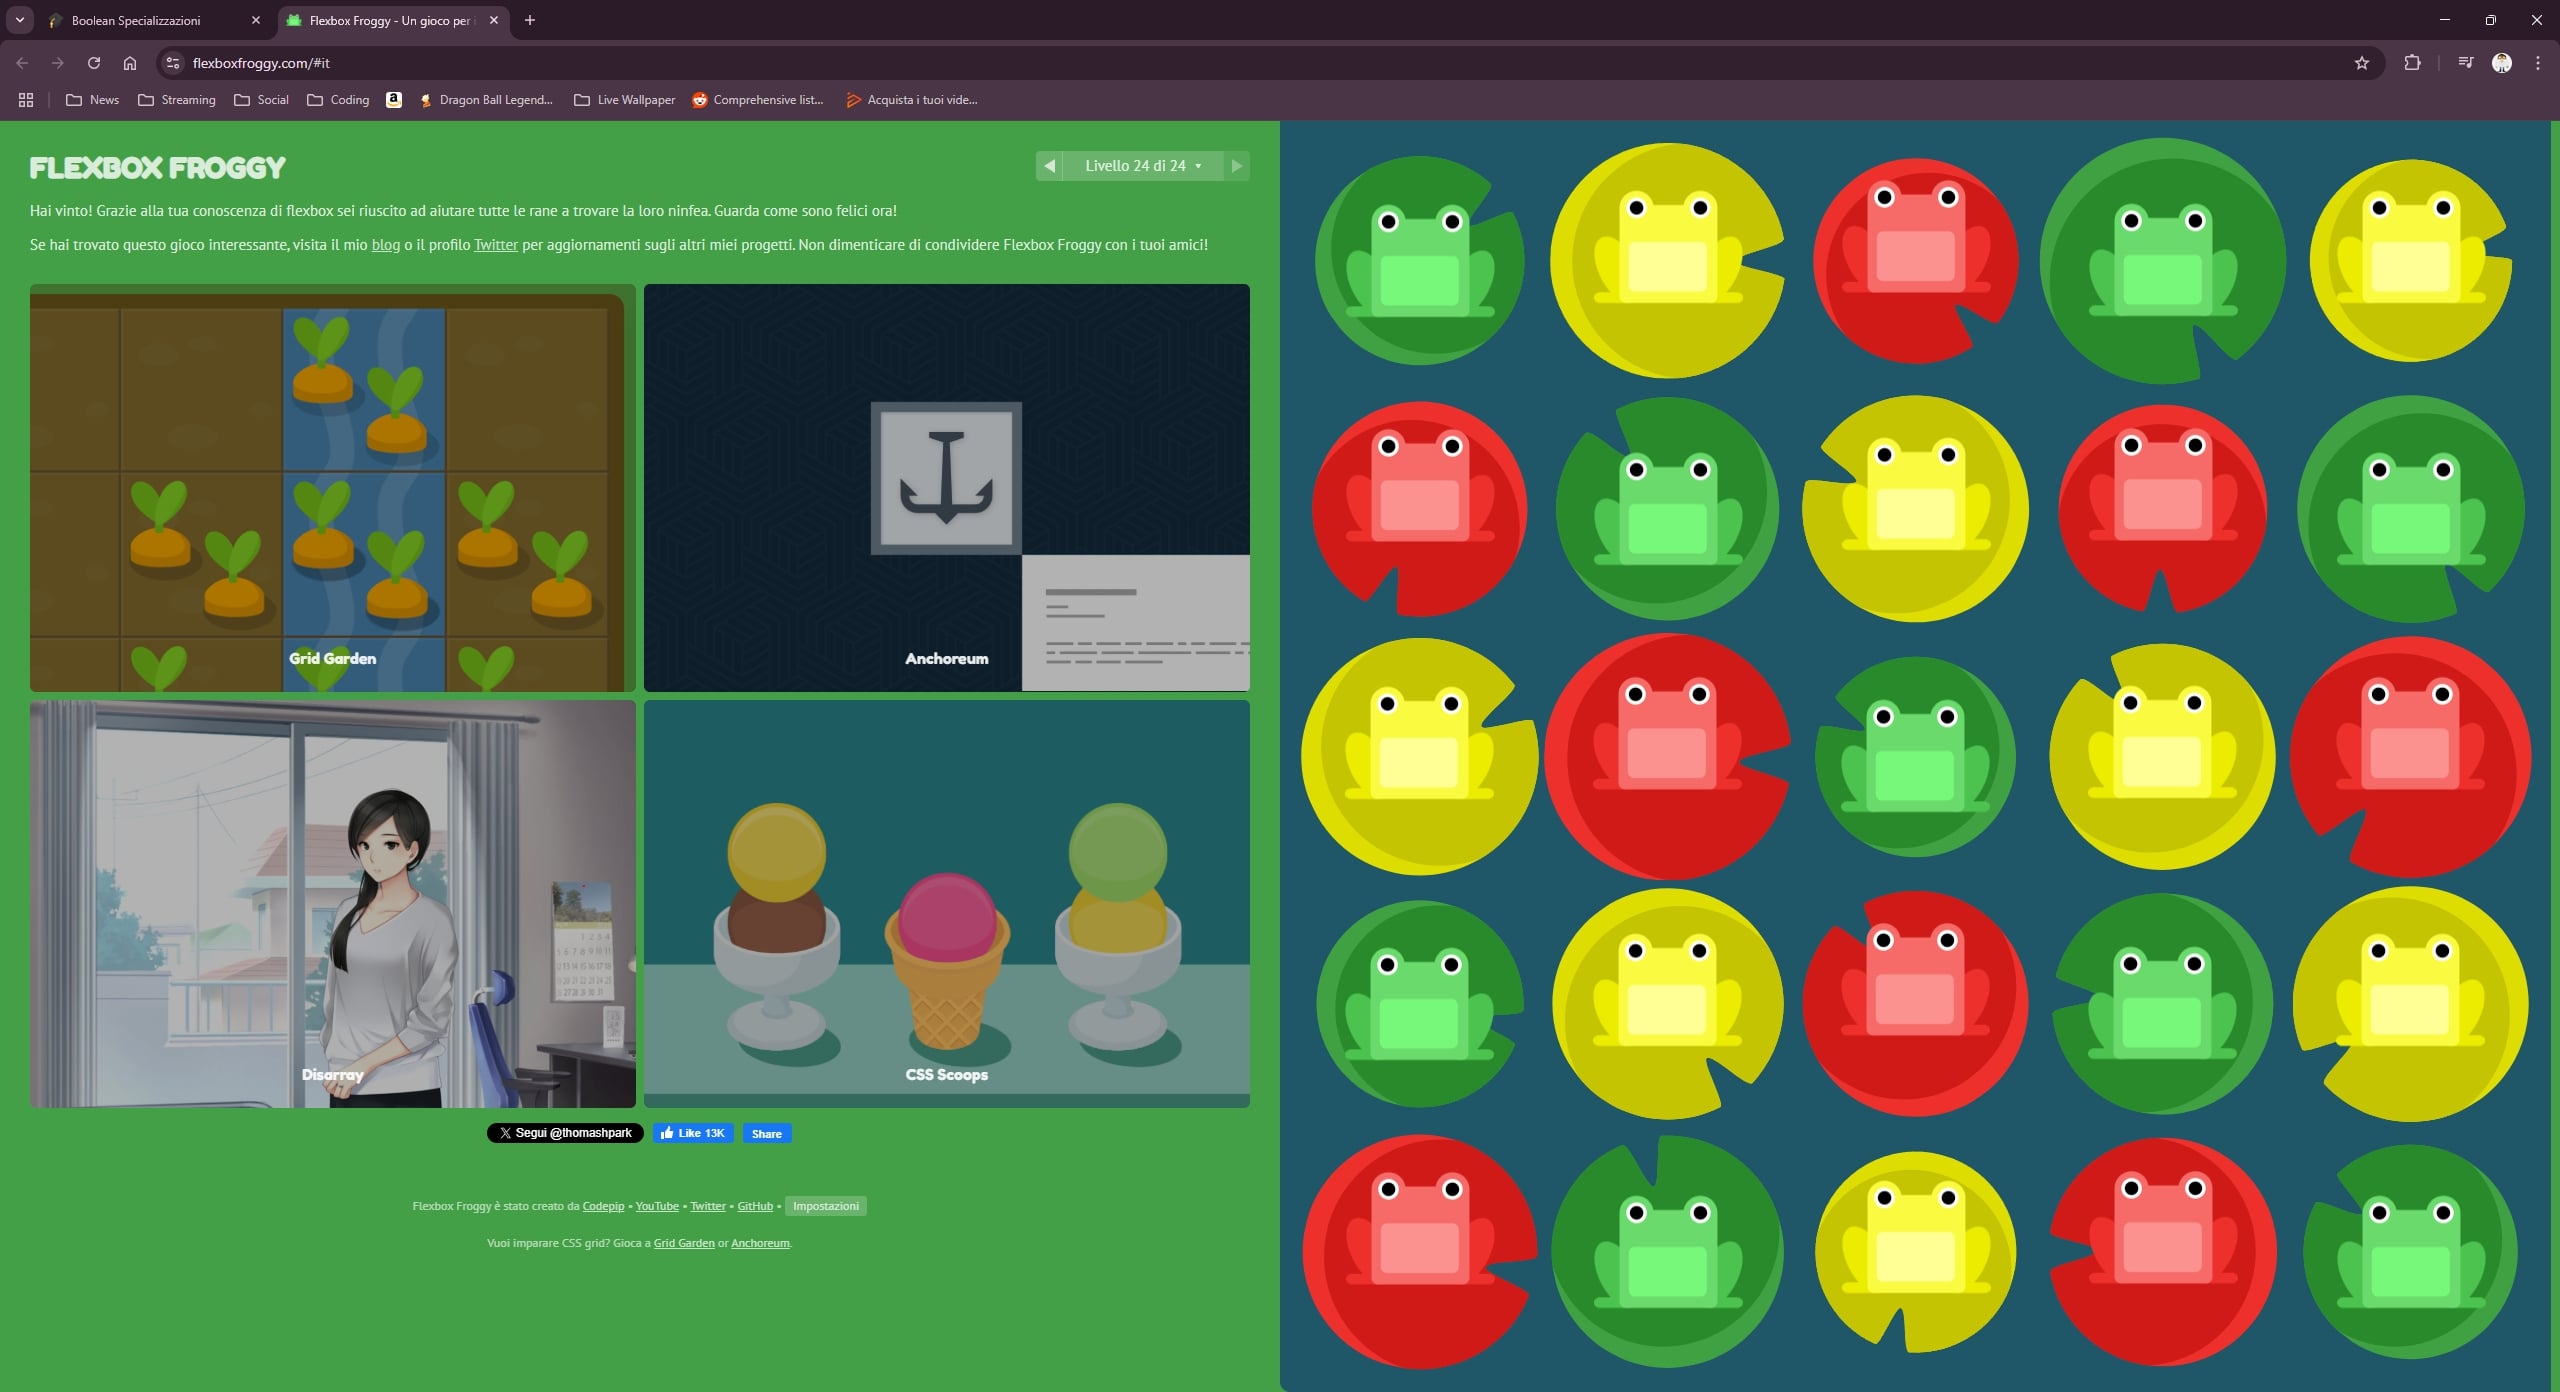 Boolean Specializzazioni
Flexbox Froggy - Un gioco per i
flexboxfroggy.com/#it
News
Streaming
Social
Coding
Dragon Ball Legend...
Live Wallpaper
Comprehensive list...
Acquista i tuoi vide...
FLEXBOX FROGGY
Livello 24 di 24
Hai vinto! Grazie alla tua conoscenza di flexbox sei riuscito ad aiutare tutte le rane a trovare la loro ninfea. Guarda come sono felici ora!
Se hai trovato questo gioco interessante, visita il mio blog o il profilo Twitter per aggiornamenti sugli altri miei progetti. Non dimenticare di condividere Flexbox Froggy con i tuoi amici!
Grid Garden
Anchoreum
Disarray
CSS Scoops
Segui @thomashpark
Like 13K
Share
Flexbox Froggy è stato creato da Codepip • YouTube • Twitter • GitHub • Impostazioni
Vuoi imparare CSS grid? Gioca a Grid Garden or Anchoreum.